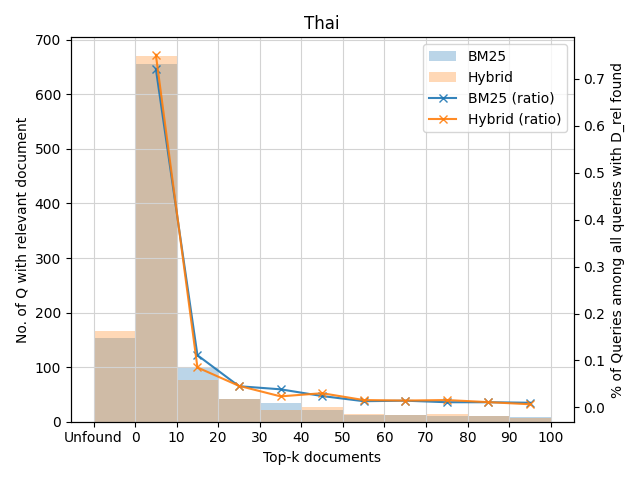 Thai
BM25
Hybrid
BM25 (ratio)
Hybrid (ratio)
No. of Q with relevant document
700
600
500
400
300
200
100
0
% of Queries among all queries with D_rel found
0.7
0.6
0.5
0.4
0.3
0.2
0.1
0.0
Unfound 0 10 20 30 40 50 60 70 80 90 100
Top-k documents